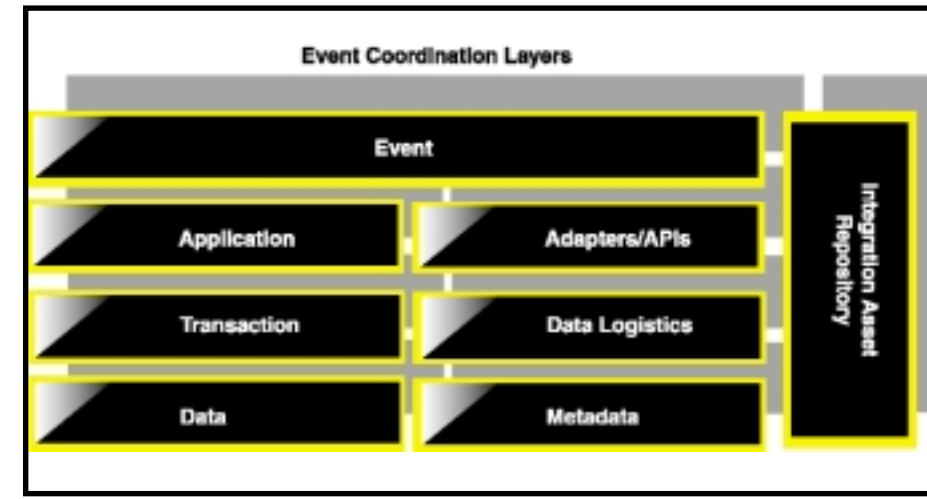 Event Coordination Layers
Event
Application
Adapters/APIs
Transaction
Data Logistics
Data
Metadata
Integration Asset
Repository